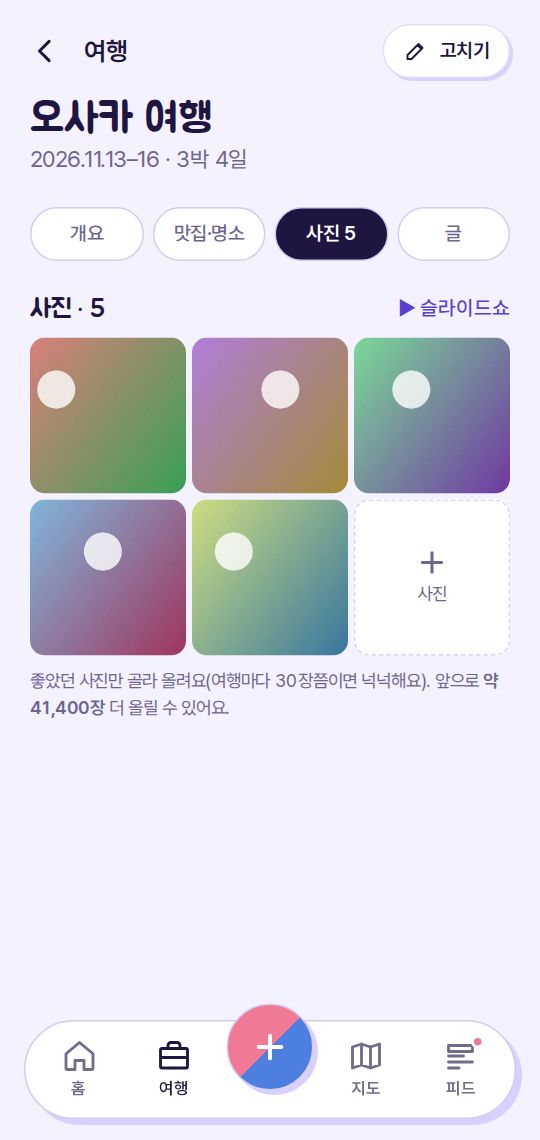 여행
고치기
오사카 여행
2026.11.13–16 · 3박 4일
개요
맛집·명소
사진 5
글
사진 · 5
▶ 슬라이드쇼
사진
좋았던 사진만 골라 올려요(여행마다 30장쯤이면 넉넉해요). 앞으로 약
41,400장 더 올릴 수 있어요.
홈
여행
지도
피드